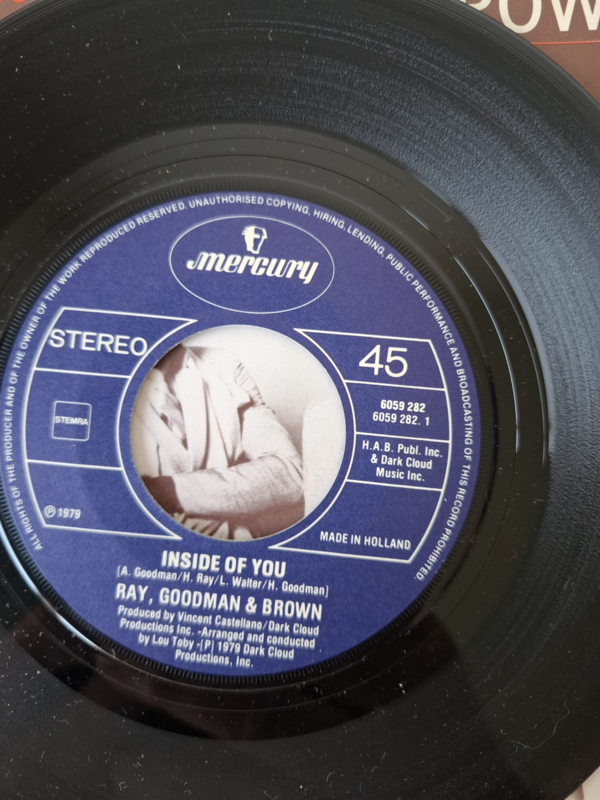 POW
ALL RIGHTS OF THE PRODUCER AND OF THE OWNER OF THE WORK REPRODUCED RESERVED. UNAUTHORISED COPYING, HIRING, LENDING, PUBLIC PERFORMANCE AND BROADCASTING OF THIS RECORD PROHIBITED.
mercury
STEREO
45
STEMRA
6059 282
6059 282. 1
H.A.B. Publ. Inc.
& Dark Cloud
Music Inc.
℗ 1979
MADE IN HOLLAND
INSIDE OF YOU
[A. Goodman/H. Ray/L. Walter/H. Goodman]
RAY, GOODMAN & BROWN
Produced by Vincent Castellano/Dark Cloud
Productions Inc. -Arranged and conducted
by Lou Toby -[P] 1979 Dark Cloud
Productions, Inc.